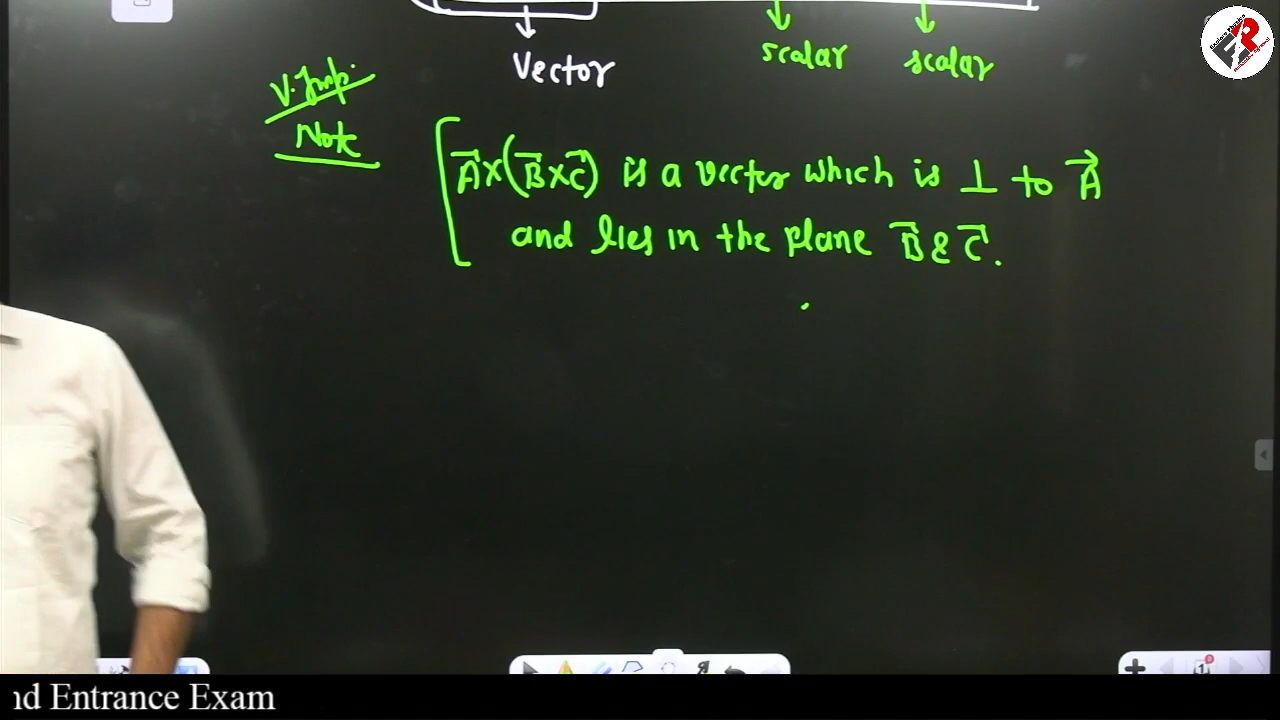 Vector
scalar
scalar
V. Imp.
Note
A⃗×(B⃗×C⃗) is a vector which is ⊥ to A⃗
and lies in the plane B⃗ & C⃗.
nd Entrance Exam